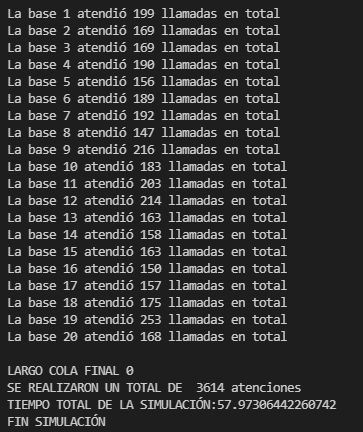 La base 1 atendió 199 llamadas en total
La base 2 atendió 169 llamadas en total
La base 3 atendió 169 llamadas en total
La base 4 atendió 190 llamadas en total
La base 5 atendió 156 llamadas en total
La base 6 atendió 189 llamadas en total
La base 7 atendió 192 llamadas en total
La base 8 atendió 147 llamadas en total
La base 9 atendió 216 llamadas en total
La base 10 atendió 183 llamadas en total
La base 11 atendió 203 llamadas en total
La base 12 atendió 214 llamadas en total
La base 13 atendió 163 llamadas en total
La base 14 atendió 158 llamadas en total
La base 15 atendió 163 llamadas en total
La base 16 atendió 150 llamadas en total
La base 17 atendió 157 llamadas en total
La base 18 atendió 175 llamadas en total
La base 19 atendió 253 llamadas en total
La base 20 atendió 168 llamadas en total
LARGO COLA FINAL 0
SE REALIZARON UN TOTAL DE  3614 atenciones
TIEMPO TOTAL DE LA SIMULACIÓN:57.97306442260742
FIN SIMULACIÓN